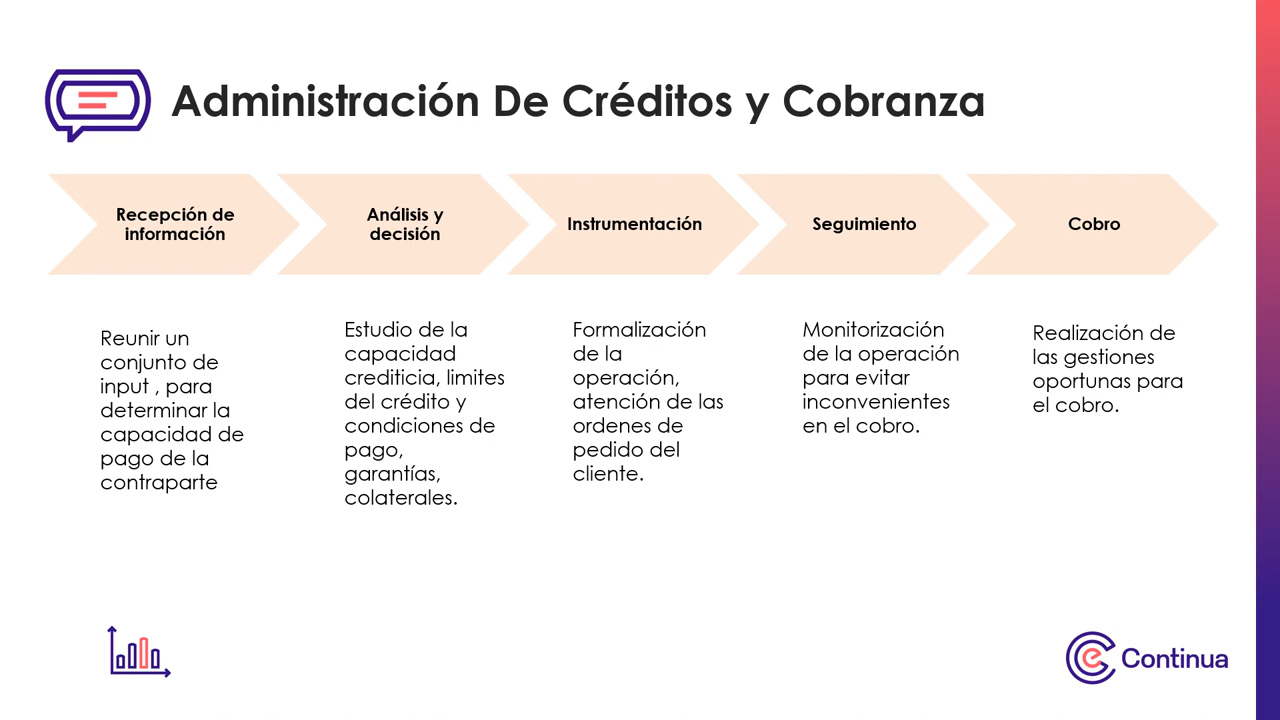 Administración De Créditos y Cobranza
Recepción de
información
Análisis y
decisión
Instrumentación
Seguimiento
Cobro
Reunir un
conjunto de
input , para
determinar la
capacidad de
pago de la
contraparte
Estudio de la
capacidad
crediticia, limites
del crédito y
condiciones de
pago,
garantías,
colaterales.
Formalización
de la
operación,
atención de las
ordenes de
pedido del
cliente.
Monitorización
de la operación
para evitar
inconvenientes
en el cobro.
Realización de
las gestiones
oportunas para
el cobro.
Continua